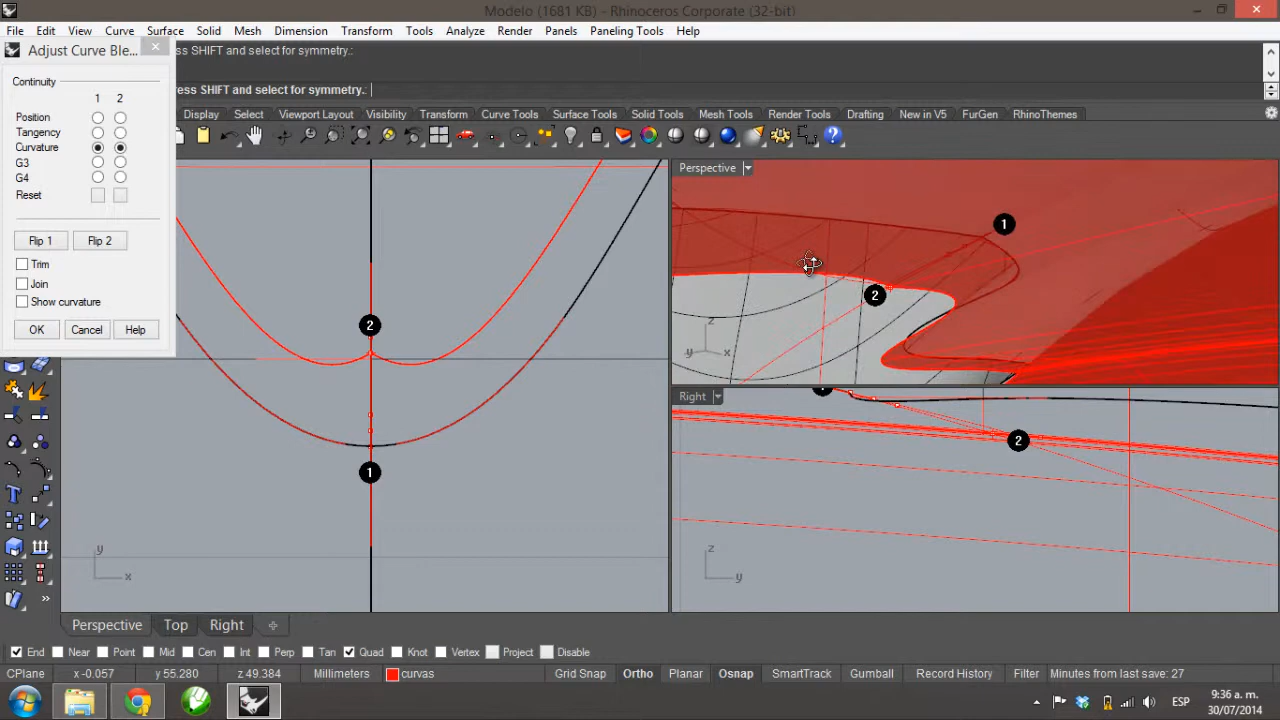 Modelo (1681 KB) - Rhinoceros Corporate (32-bit)
File Edit View Curve Surface Solid Mesh Dimension Transform Tools Analyze Render Panels Paneling Tools Help
Adjust Curve Ble...
ss SHIFT and select for symmetry.:
ress SHIFT and select for symmetry.:
Display Select Viewport Layout Visibility Transform Curve Tools Surface Tools Solid Tools Mesh Tools Render Tools Drafting New in V5 FurGen RhinoThemes
Continuity
1 2
Position
Tangency
Curvature
G3
G4
Reset
Flip 1 Flip 2
Trim
Join
Show curvature
OK Cancel Help
Perspective
1
2
z
y x
2
1
y
x
Right
2
z
y
Perspective Top Right
End Near Point Mid Cen Int Perp Tan Quad Knot Vertex Project Disable
CPlane x -0.057 y 55.280 z 49.384 Millimeters curvas Grid Snap Ortho Planar Osnap SmartTrack Gumball Record History Filter Minutes from last save: 27
ESP
9:36 a. m.
30/07/2014